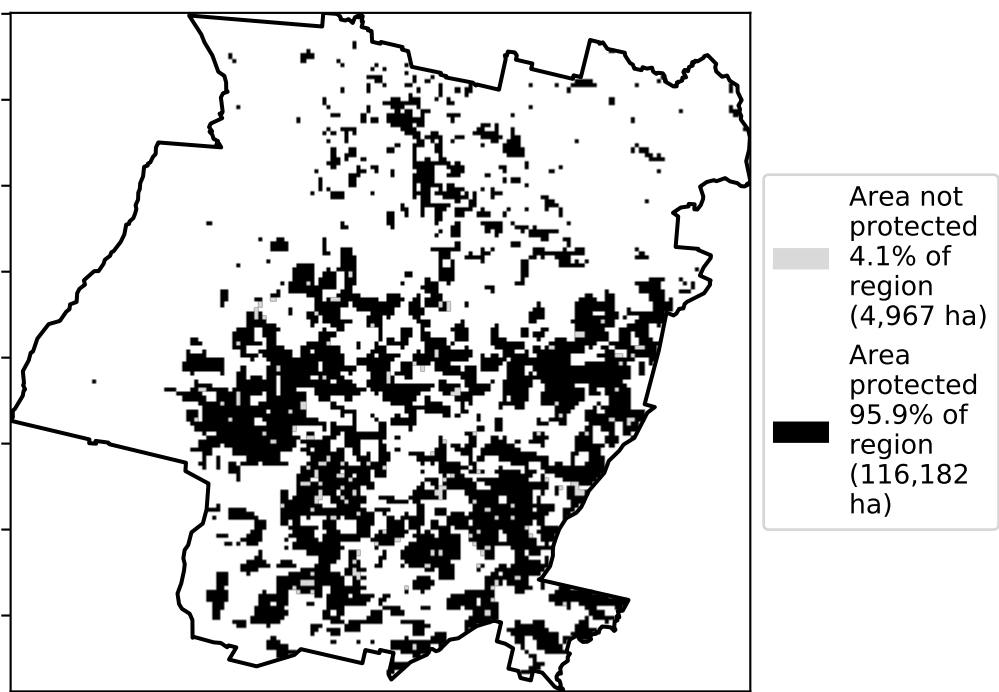 Area not
protected
4.1% of
region
(4,967 ha)
Area
protected
95.9% of
region
(116,182
ha)